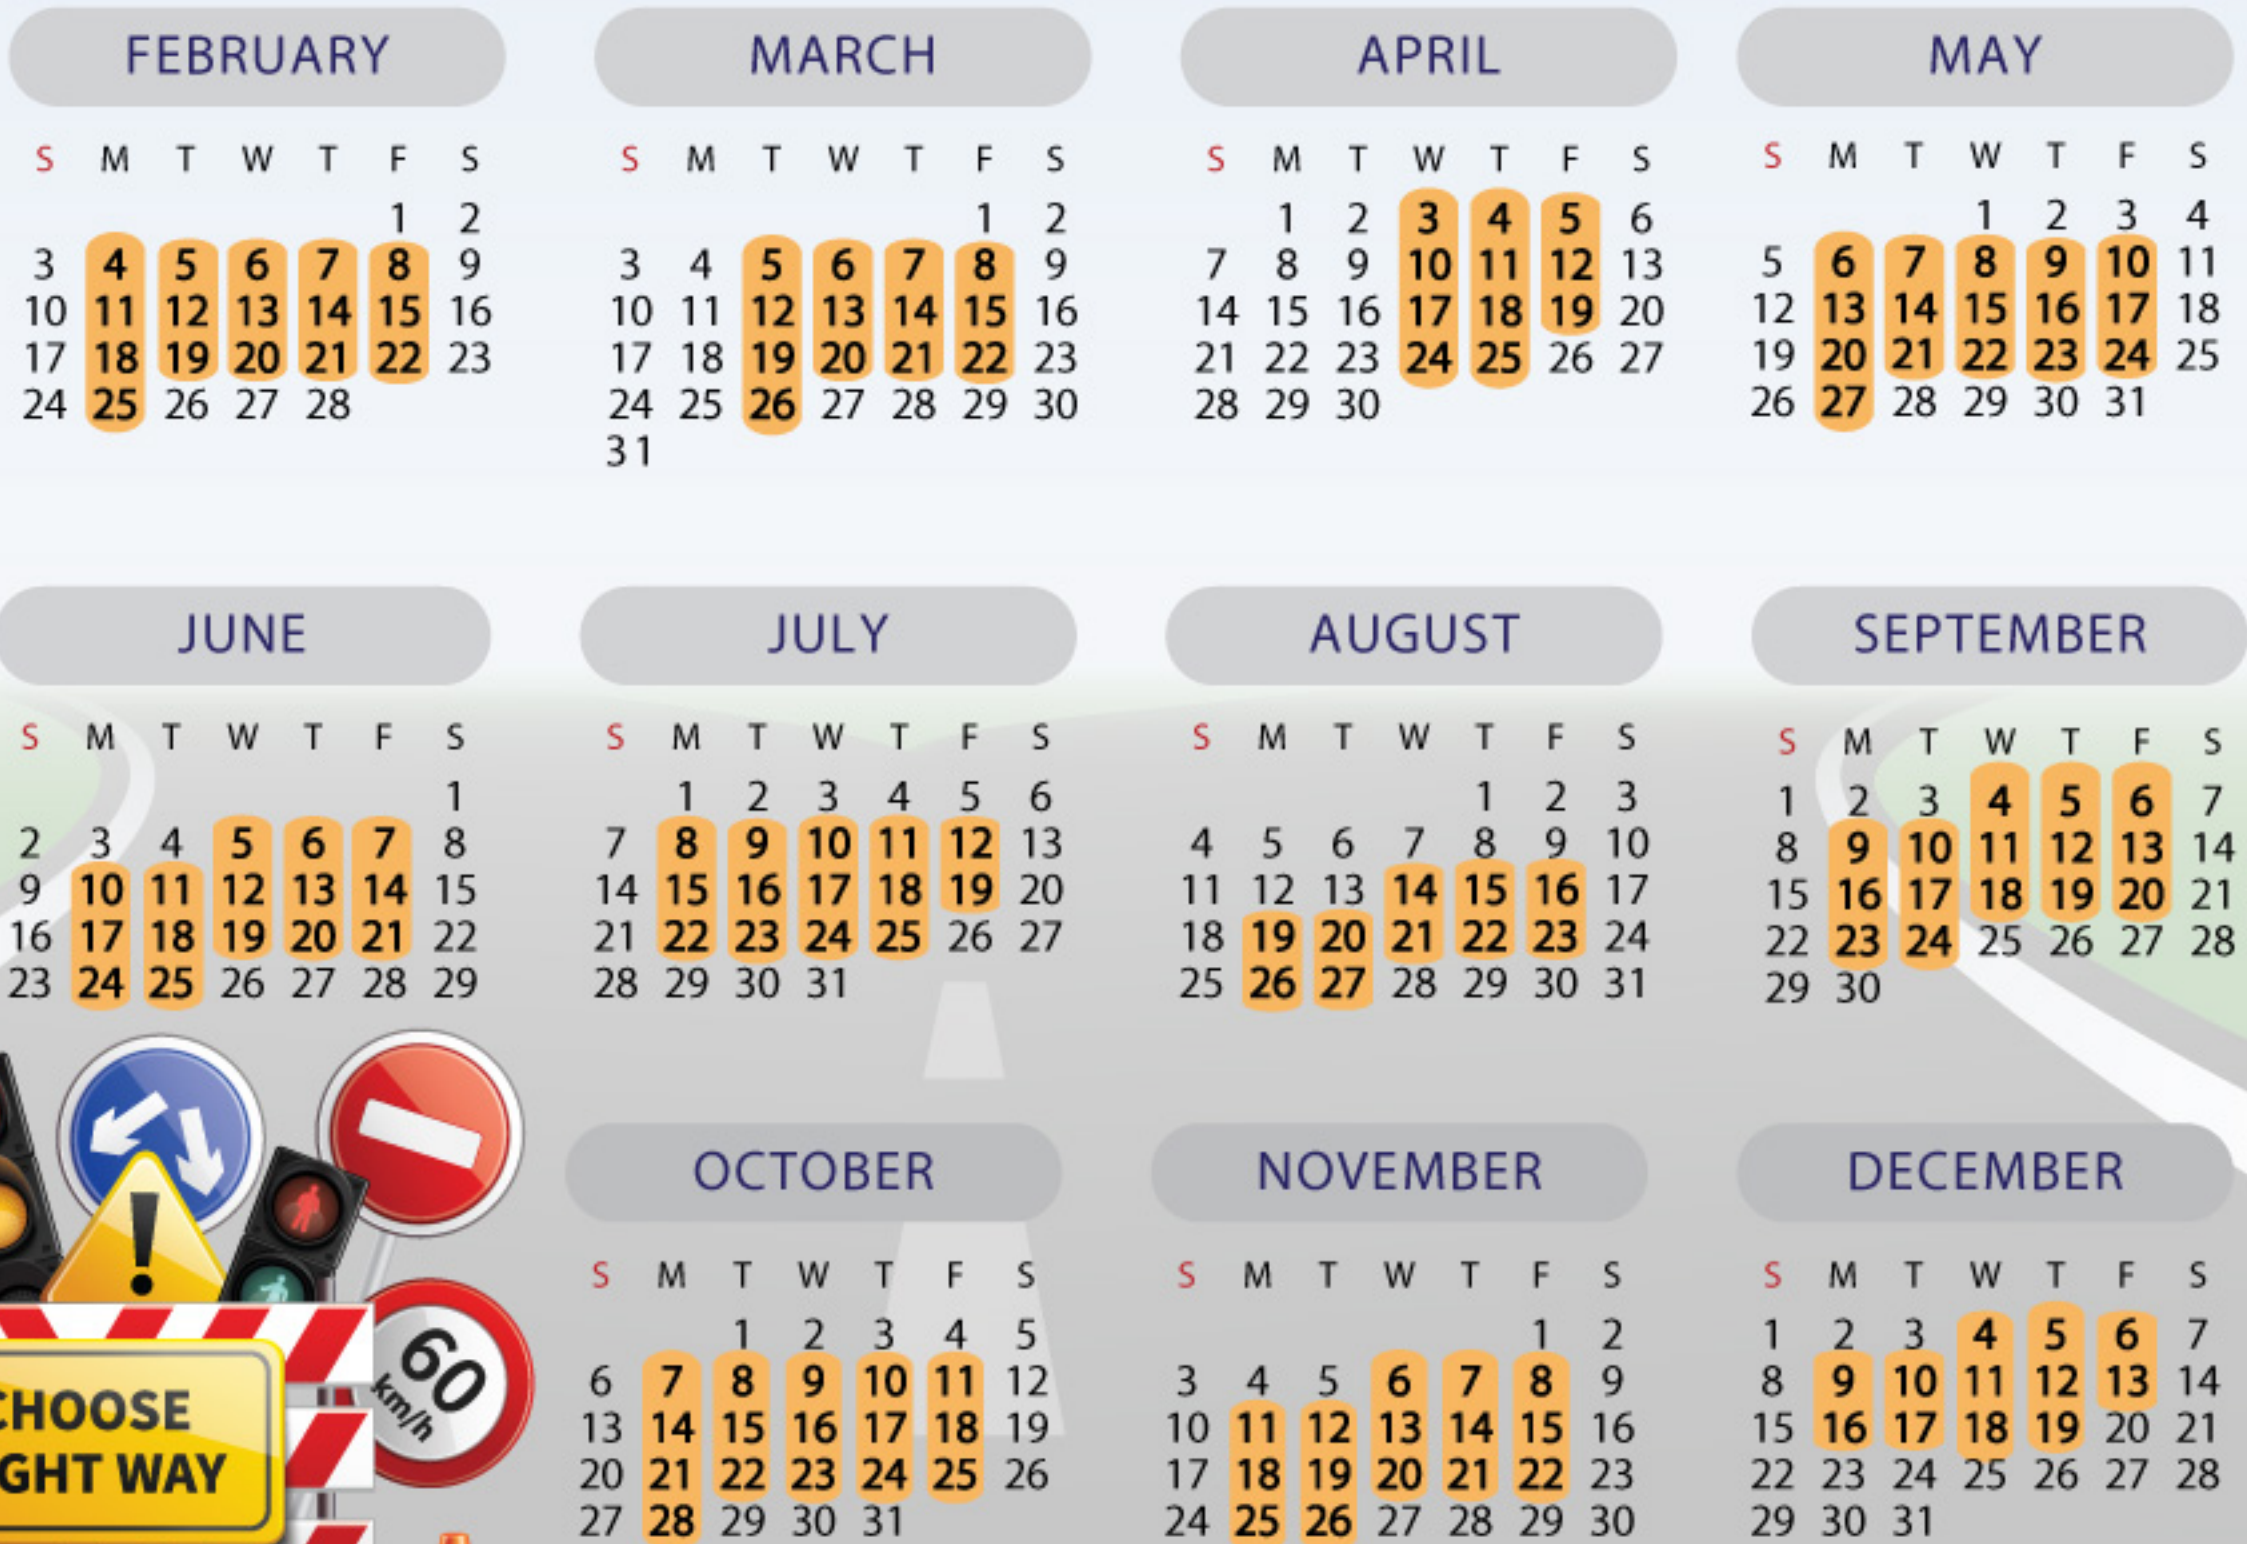 FEBRUARY
S M T W T F S
1 2
3 4 5 6 7 8 9
10 11 12 13 14 15 16
17 18 19 20 21 22 23
24 25 26 27 28
MARCH
S M T W T F S
1 2
3 4 5 6 7 8 9
10 11 12 13 14 15 16
17 18 19 20 21 22 23
24 25 26 27 28 29 30
31
APRIL
S M T W T F S
1 2 3 4 5 6
7 8 9 10 11 12 13
14 15 16 17 18 19 20
21 22 23 24 25 26 27
28 29 30
MAY
S M T W T F S
1 2 3 4
5 6 7 8 9 10 11
12 13 14 15 16 17 18
19 20 21 22 23 24 25
26 27 28 29 30 31
JUNE
S M T W T F S
1
2 3 4 5 6 7 8
9 10 11 12 13 14 15
16 17 18 19 20 21 22
23 24 25 26 27 28 29
JULY
S M T W T F S
1 2 3 4 5 6
7 8 9 10 11 12 13
14 15 16 17 18 19 20
21 22 23 24 25 26 27
28 29 30 31
AUGUST
S M T W T F S
1 2 3
4 5 6 7 8 9 10
11 12 13 14 15 16 17
18 19 20 21 22 23 24
25 26 27 28 29 30 31
SEPTEMBER
S M T W T F S
1 2 3 4 5 6 7
8 9 10 11 12 13 14
15 16 17 18 19 20 21
22 23 24 25 26 27 28
29 30
!
60
km/h
CHOOSE
GHT WAY
OCTOBER
S M T W T F S
1 2 3 4 5
6 7 8 9 10 11 12
13 14 15 16 17 18 19
20 21 22 23 24 25 26
27 28 29 30 31
NOVEMBER
S M T W T F S
1 2
3 4 5 6 7 8 9
10 11 12 13 14 15 16
17 18 19 20 21 22 23
24 25 26 27 28 29 30
DECEMBER
S M T W T F S
1 2 3 4 5 6 7
8 9 10 11 12 13 14
15 16 17 18 19 20 21
22 23 24 25 26 27 28
29 30 31